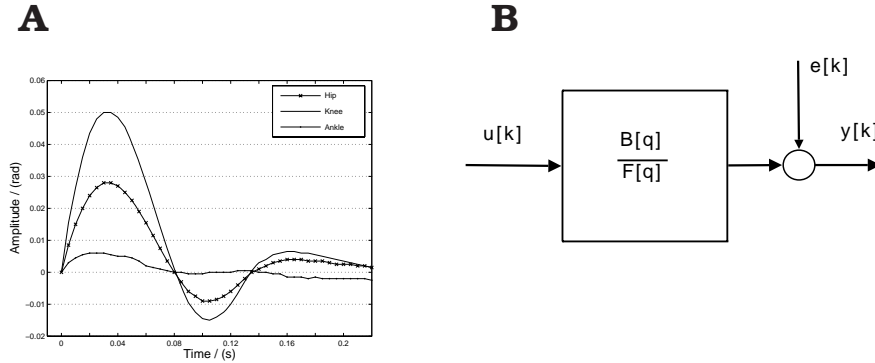 A
0.06
0.05
0.04
0.03
0.02
0.01
0
−0.01
−0.02
0
0.04
0.08
0.12
0.16
0.2
Amplitude / (rad)
Time / (s)
Hip
Knee
Ankle
B
u[k]
B[q]
F[q]
e[k]
y[k]